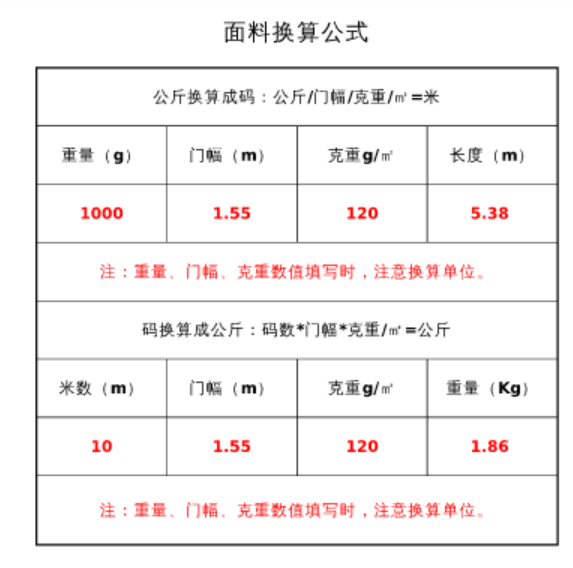 面料换算公式
公斤换算成码：公斤/门幅/克重/㎡=米
重量（g） 门幅（m） 克重g/㎡ 长度（m）
1000 1.55 120 5.38
注：重量、门幅、克重数值填写时，注意换算单位。
码换算成公斤：码数*门幅*克重/㎡=公斤
米数（m） 门幅（m） 克重g/㎡ 重量（Kg）
10 1.55 120 1.86
注：重量、门幅、克重数值填写时，注意换算单位。